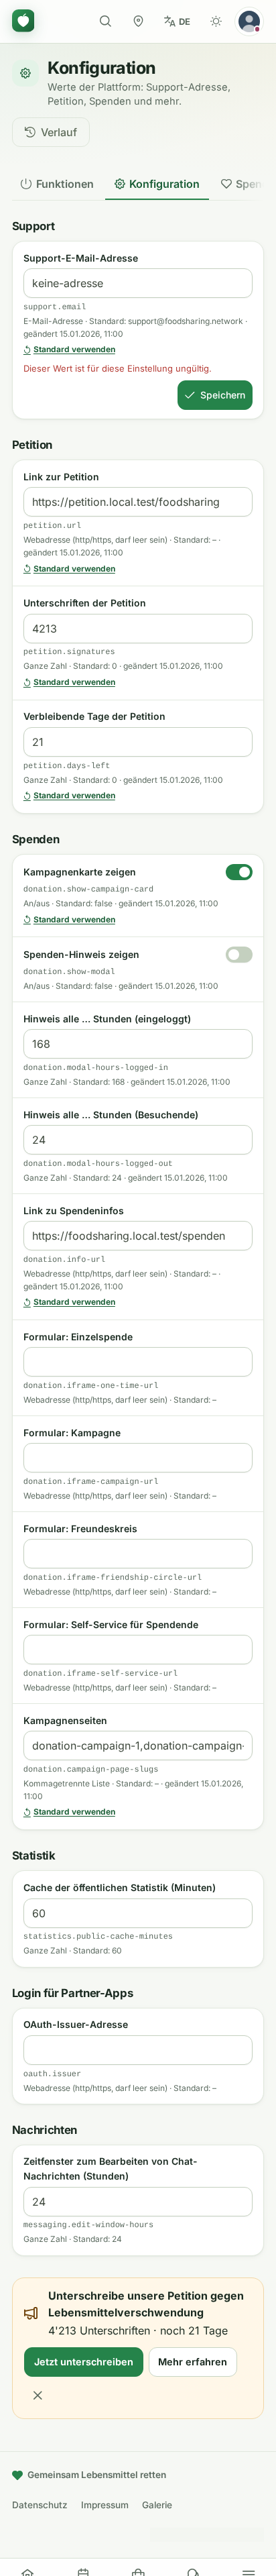 DE
Konfiguration
Werte der Plattform: Support-Adresse,
Petition, Spenden und mehr.
Verlauf
Funktionen
Konfiguration
Support
Support-E-Mail-Adresse
keine-adresse
support.email
E-Mail-Adresse · Standard: support@foodsharing.network ·
geändert 15.01.2026, 11:00
Standard verwenden
Dieser Wert ist für diese Einstellung ungültig.
Speichern
Petition
Link zur Petition
https://petition.local.test/foodsharing
petition.url
Webadresse (http/https, darf leer sein) · Standard: – ·
geändert 15.01.2026, 11:00
Standard verwenden
Unterschriften der Petition
4213
petition.signatures
Ganze Zahl · Standard: 0 · geändert 15.01.2026, 11:00
Standard verwenden
Verbleibende Tage der Petition
21
petition.days-left
Ganze Zahl · Standard: 0 · geändert 15.01.2026, 11:00
Standard verwenden
Spenden
Kampagnenkarte zeigen
donation.show-campaign-card
An/aus · Standard: false · geändert 15.01.2026, 11:00
Standard verwenden
Spenden-Hinweis zeigen
donation.show-modal
An/aus · Standard: false · geändert 15.01.2026, 11:00
Hinweis alle … Stunden (eingeloggt)
168
donation.modal-hours-logged-in
Ganze Zahl · Standard: 168 · geändert 15.01.2026, 11:00
Hinweis alle … Stunden (Besuchende)
24
donation.modal-hours-logged-out
Ganze Zahl · Standard: 24 · geändert 15.01.2026, 11:00
Link zu Spendeninfos
https://foodsharing.local.test/spenden
donation.info-url
Webadresse (http/https, darf leer sein) · Standard: – ·
geändert 15.01.2026, 11:00
Standard verwenden
Formular: Einzelspende
donation.iframe-one-time-url
Webadresse (http/https, darf leer sein) · Standard: –
Formular: Kampagne
donation.iframe-campaign-url
Webadresse (http/https, darf leer sein) · Standard: –
Formular: Freundeskreis
donation.iframe-friendship-circle-url
Webadresse (http/https, darf leer sein) · Standard: –
Formular: Self-Service für Spendende
donation.iframe-self-service-url
Webadresse (http/https, darf leer sein) · Standard: –
Kampagnenseiten
donation-campaign-1,donation-campaign-
donation.campaign-page-slugs
Kommagetrennte Liste · Standard: – · geändert 15.01.2026,
11:00
Standard verwenden
Statistik
Cache der öffentlichen Statistik (Minuten)
60
statistics.public-cache-minutes
Ganze Zahl · Standard: 60
Login für Partner-Apps
OAuth-Issuer-Adresse
oauth.issuer
Webadresse (http/https, darf leer sein) · Standard: –
Nachrichten
Zeitfenster zum Bearbeiten von Chat-
Nachrichten (Stunden)
24
messaging.edit-window-hours
Ganze Zahl · Standard: 24
Unterschreibe unsere Petition gegen
Lebensmittelverschwendung
4'213 Unterschriften · noch 21 Tage
Jetzt unterschreiben
Mehr erfahren
Gemeinsam Lebensmittel retten
Datenschutz
Impressum
Galerie